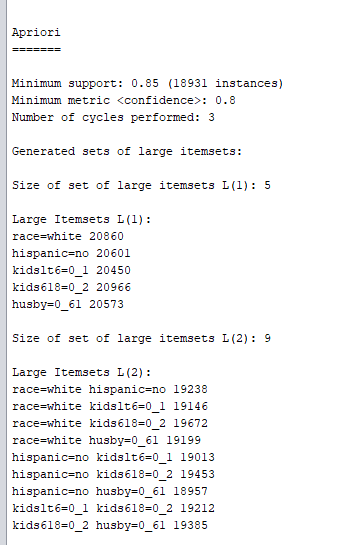 Apriori
=======
Minimum support: 0.85 (18931 instances)
Minimum metric <confidence>: 0.8
Number of cycles performed: 3
Generated sets of large itemsets:
Size of set of large itemsets L(1): 5
Large Itemsets L(1):
race=white 20860
hispanic=no 20601
kidslt6=0_1 20450
kids618=0_2 20966
husby=0_61 20573
Size of set of large itemsets L(2): 9
Large Itemsets L(2):
race=white hispanic=no 19238
race=white kidslt6=0_1 19146
race=white kids618=0_2 19672
race=white husby=0_61 19199
hispanic=no kidslt6=0_1 19013
hispanic=no kids618=0_2 19453
hispanic=no husby=0_61 18957
kidslt6=0_1 kids618=0_2 19212
kids618=0_2 husby=0_61 19385